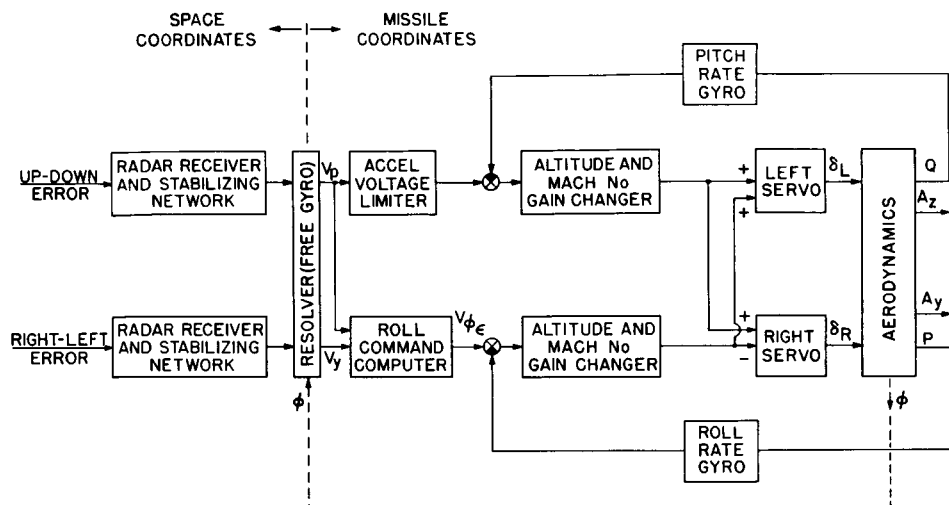 SPACE
COORDINATES
MISSILE
COORDINATES
PITCH
RATE
GYRO
UP-DOWN
ERROR
RADAR RECEIVER
AND STABILIZING
NETWORK
RESOLVER (FREE GYRO)
Vp
ACCEL
VOLTAGE
LIMITER
ALTITUDE AND
MACH No
GAIN CHANGER
+
+
LEFT
SERVO
δL
AERODYNAMICS
Q
Az
RIGHT-LEFT
ERROR
RADAR RECEIVER
AND STABILIZING
NETWORK
Vy
ROLL
COMMAND
COMPUTER
Vϕϵ
ALTITUDE AND
MACH No
GAIN CHANGER
+
-
RIGHT
SERVO
δR
Ay
P
ϕ
ϕ
ROLL
RATE
GYRO